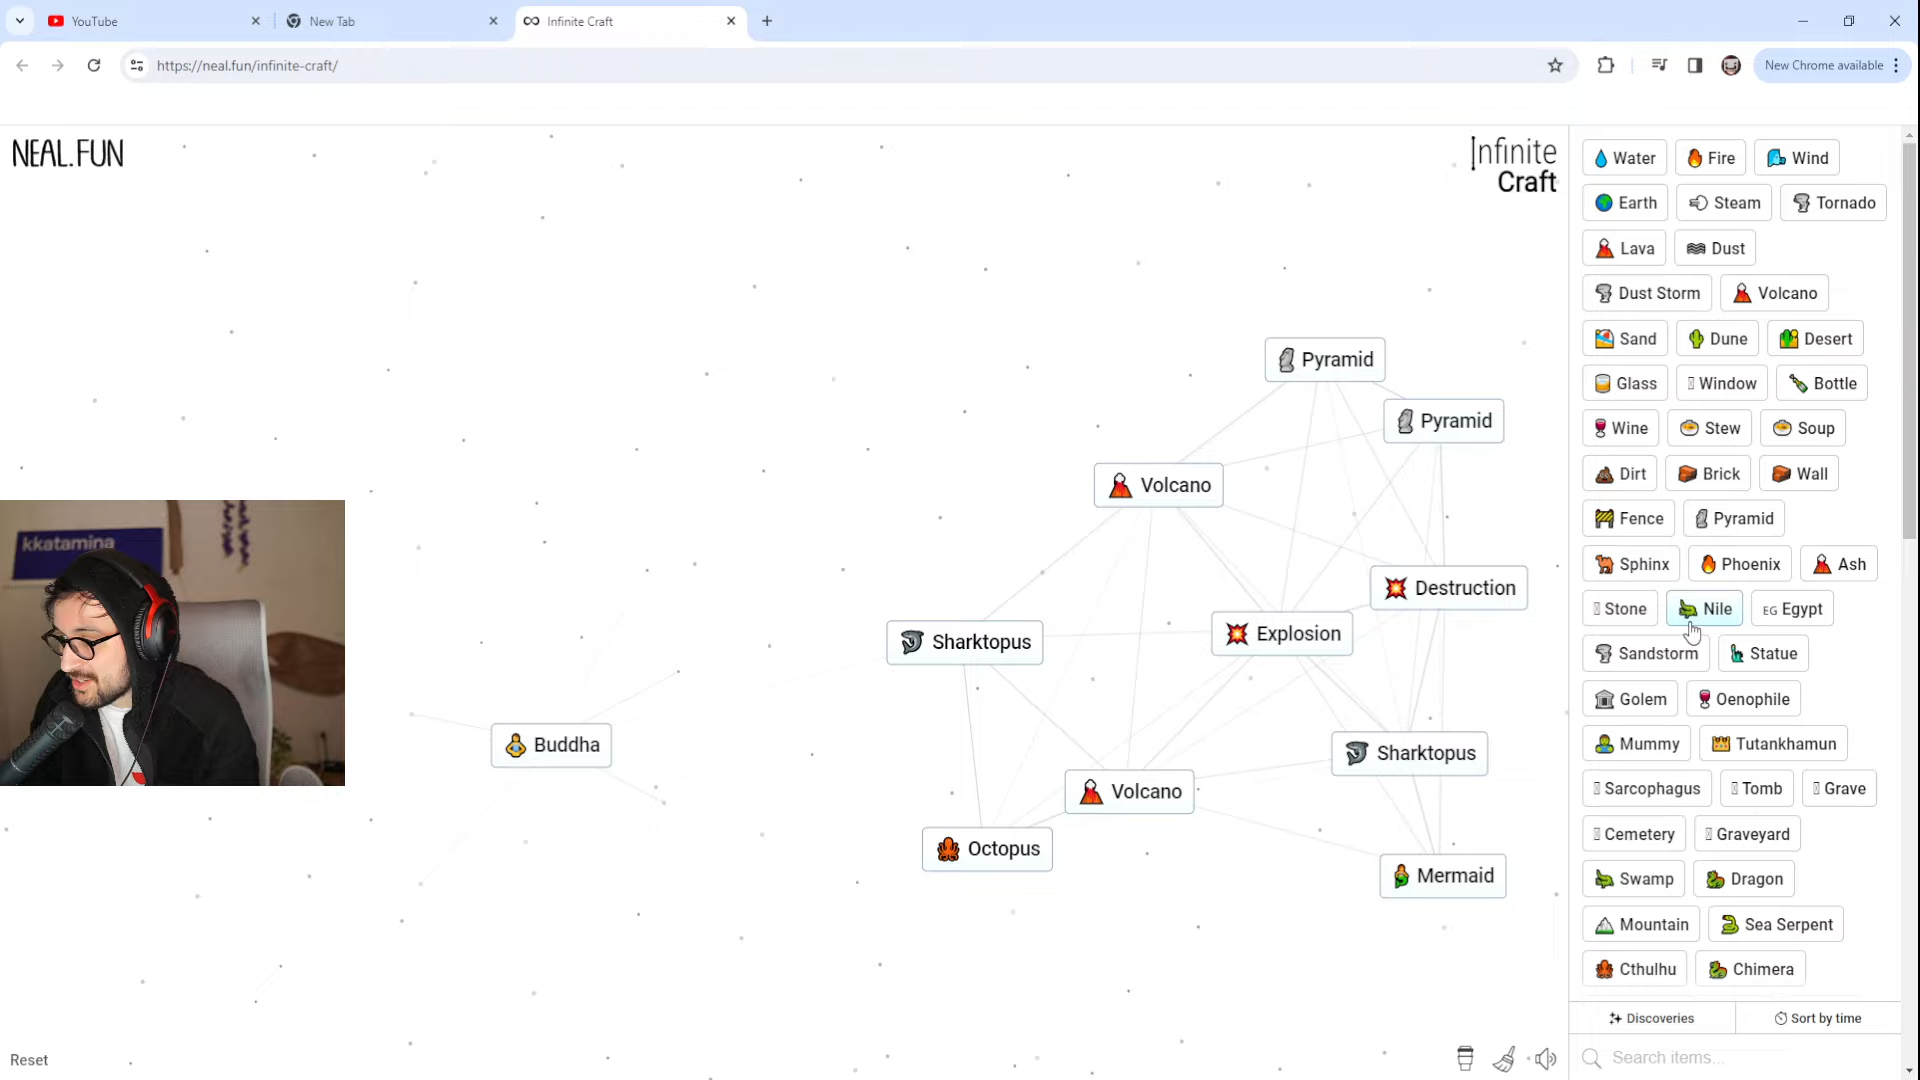 YouTube
New Tab
Infinite Craft
https://neal.fun/infinite-craft/
New Chrome available
NEAL.FUN
Infinite
Craft
Water
Fire
Wind
Earth
Steam
Tornado
Lava
Dust
Dust Storm
Volcano
Sand
Dune
Desert
Glass
Window
Bottle
Wine
Stew
Soup
Dirt
Brick
Wall
Fence
Pyramid
Sphinx
Phoenix
Ash
Stone
Nile
EG Egypt
Sandstorm
Statue
Golem
Oenophile
Mummy
Tutankhamun
Sarcophagus
Tomb
Grave
Cemetery
Graveyard
Swamp
Dragon
Mountain
Sea Serpent
Cthulhu
Chimera
Discoveries
Sort by time
Search items...
Pyramid
Pyramid
Volcano
Destruction
Explosion
Sharktopus
Buddha
Sharktopus
Volcano
Octopus
Mermaid
kkatamina
Reset